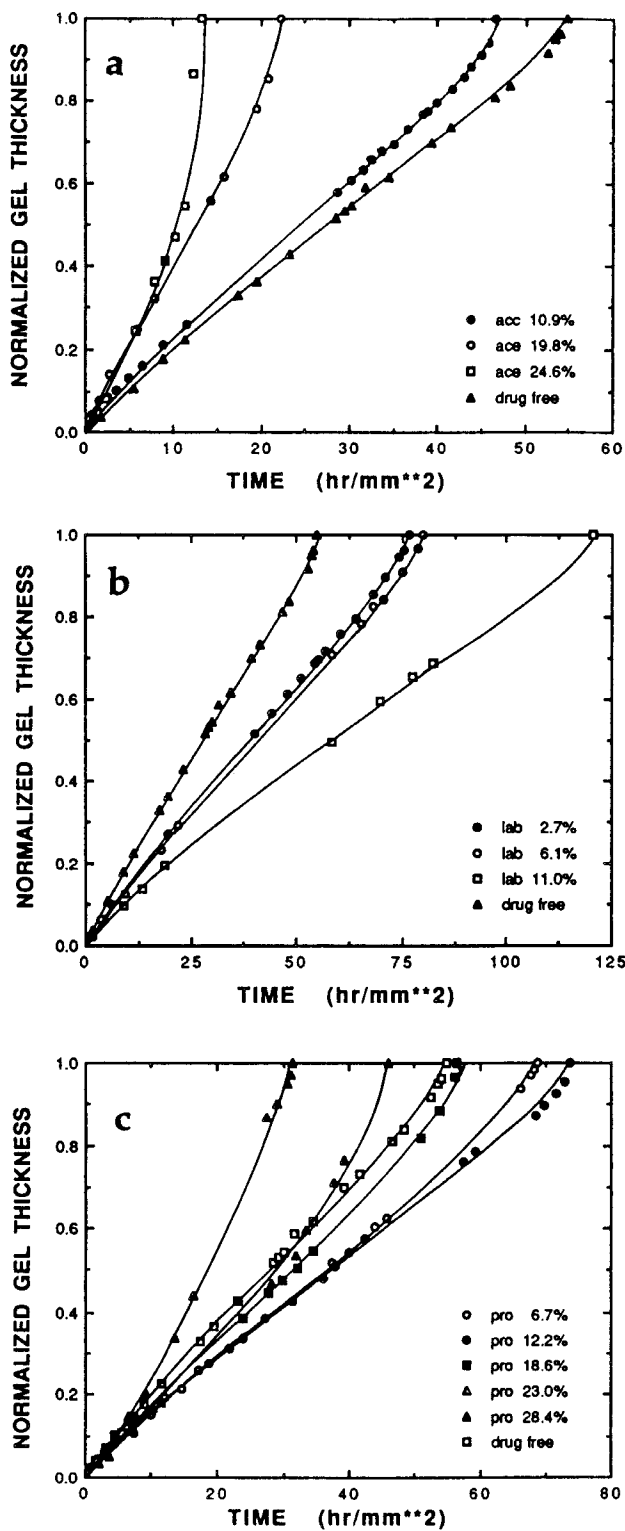 a
NORMALIZED GEL THICKNESS
1.0
0.8
0.6
0.4
0.2
0.0
acc 10.9%
ace 19.8%
ace 24.6%
drug free
0 10 20 30 40 50 60
TIME (hr/mm**2)
b
NORMALIZED GEL THICKNESS
1.0
0.8
0.6
0.4
0.2
0.0
lab 2.7%
lab 6.1%
lab 11.0%
drug free
0 25 50 75 100 125
TIME (hr/mm**2)
c
NORMALIZED GEL THICKNESS
1.0
0.8
0.6
0.4
0.2
0.0
pro 6.7%
pro 12.2%
pro 18.6%
pro 23.0%
pro 28.4%
drug free
0 20 40 60 80
TIME (hr/mm**2)